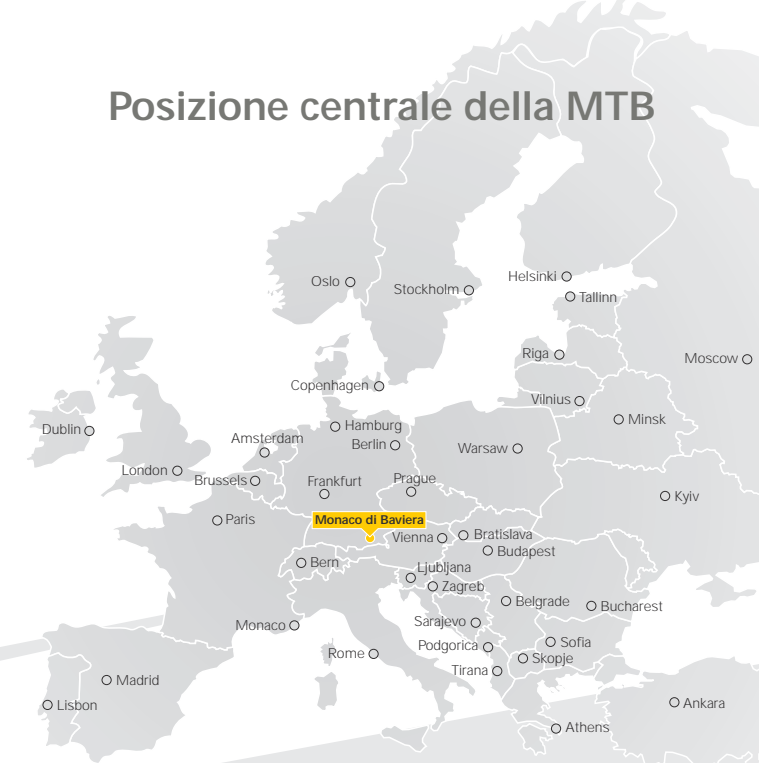 Posizione centrale della MTB
Oslo
Stockholm
Helsinki
Tallinn
Riga
Moscow
Copenhagen
Vilnius
Minsk
Dublin
Hamburg
Amsterdam
Berlin
Warsaw
London
Brussels
Frankfurt
Prague
Kyiv
Paris
Monaco di Baviera
Vienna
Bratislava
Budapest
Bern
Ljubljana
Zagreb
Belgrade
Bucharest
Monaco
Sarajevo
Sofia
Podgorica
Rome
Skopje
Tirana
Madrid
Lisbon
Ankara
Athens